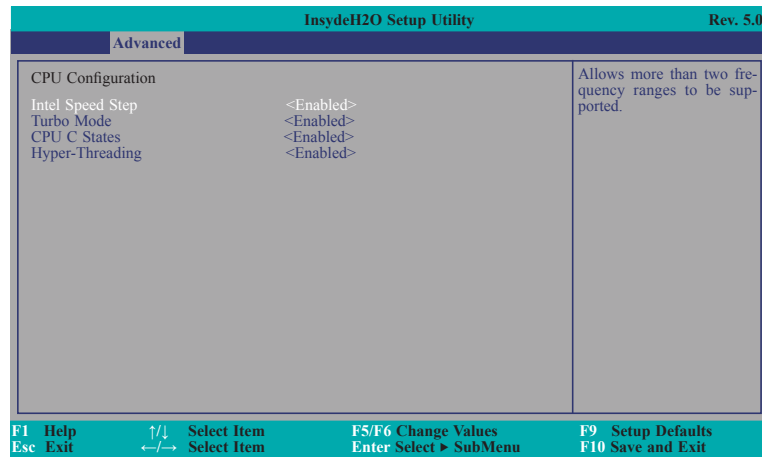 InsydeH2O Setup Utility Rev. 5.0
Advanced
CPU Configuration
Intel Speed Step <Enabled>
Turbo Mode <Enabled>
CPU C States <Enabled>
Hyper-Threading <Enabled>
Allows more than two fre-
quency ranges to be sup-
ported.
F1 Help ↑/↓ Select Item F5/F6 Change Values F9 Setup Defaults
Esc Exit ←/→ Select Item Enter Select ► SubMenu F10 Save and Exit